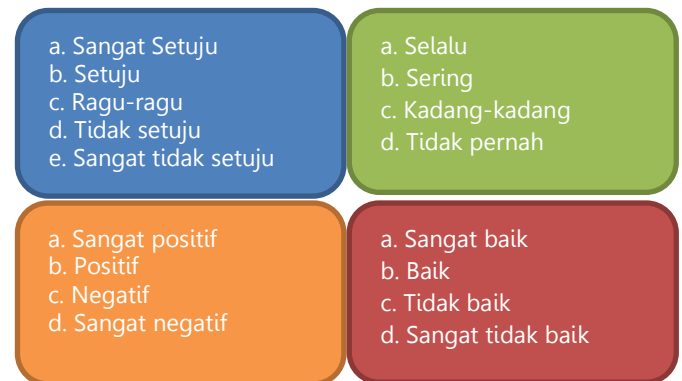 a. Sangat Setuju
b. Setuju
c. Ragu-ragu
d. Tidak setuju
e. Sangat tidak setuju
a. Selalu
b. Sering
c. Kadang-kadang
d. Tidak pernah
a. Sangat positif
b. Positif
c. Negatif
d. Sangat negatif
a. Sangat baik
b. Baik
c. Tidak baik
d. Sangat tidak baik